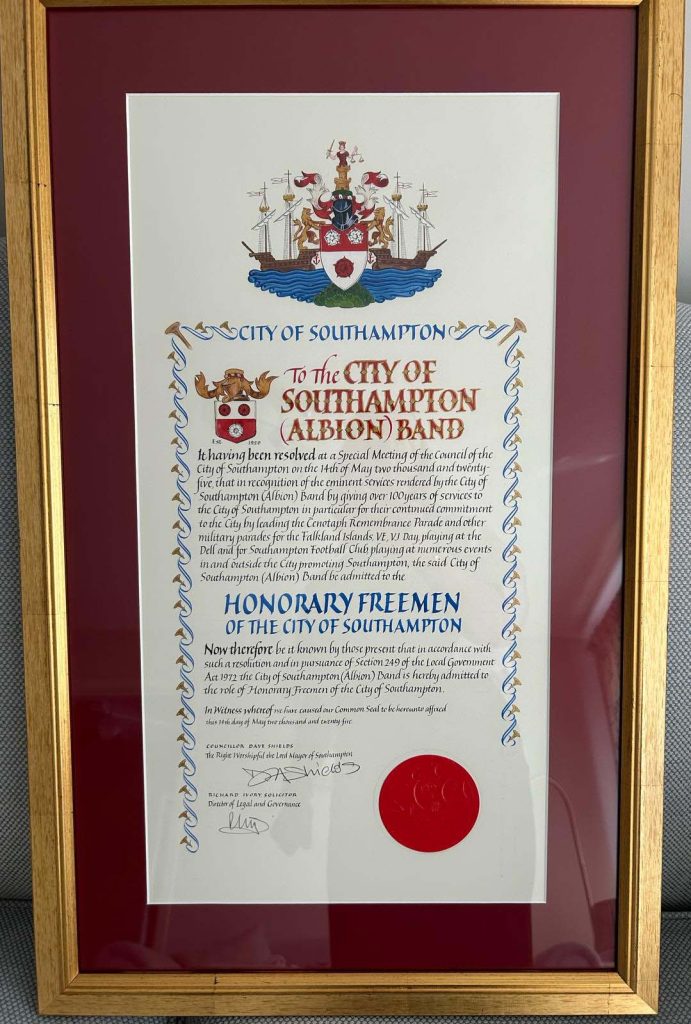 CITY OF SOUTHAMPTON
To the CITY OF
SOUTHAMPTON
(ALBION) BAND
It having been resolved at a Special Meeting of the Council of the
City of Southampton on the 14th of May two thousand and twenty-
five, that in recognition of the eminent Services rendered by the City of
Southampton (Albion) Band by giving over 100 years of services to
the City of Southampton in particular for their continued commitment
to the City by leading the Cenotaph Remembrance Parade and other
military parades for the Falkland Islands, VE, VJ Day, playing at the
Dell and for Southampton Football Club, playing at numerous events
in and outside the City promoting Southampton, the said City of
Southampton (Albion) Band be admitted to the
HONORARY FREEMEN
OF THE CITY OF SOUTHAMPTON
Now therefore be it known by those present that in accordance with
such a resolution and in pursuance of Section 249 of the Local Government
Act 1972 the City of Southampton (Albion) Band is hereby admitted to
the role of Honorary Freemen of the City of Southampton.
In Witness whereof we have caused our Common Seal to be hereunto affixed
this 14th day of May two thousand and twenty five.
COUNCILLOR DAVE SHIELDS
The Right Worshipful the Lord Mayor of Southampton
DAShields
RICHARD IVORY, SOLICITOR
Director of Legal and Governance